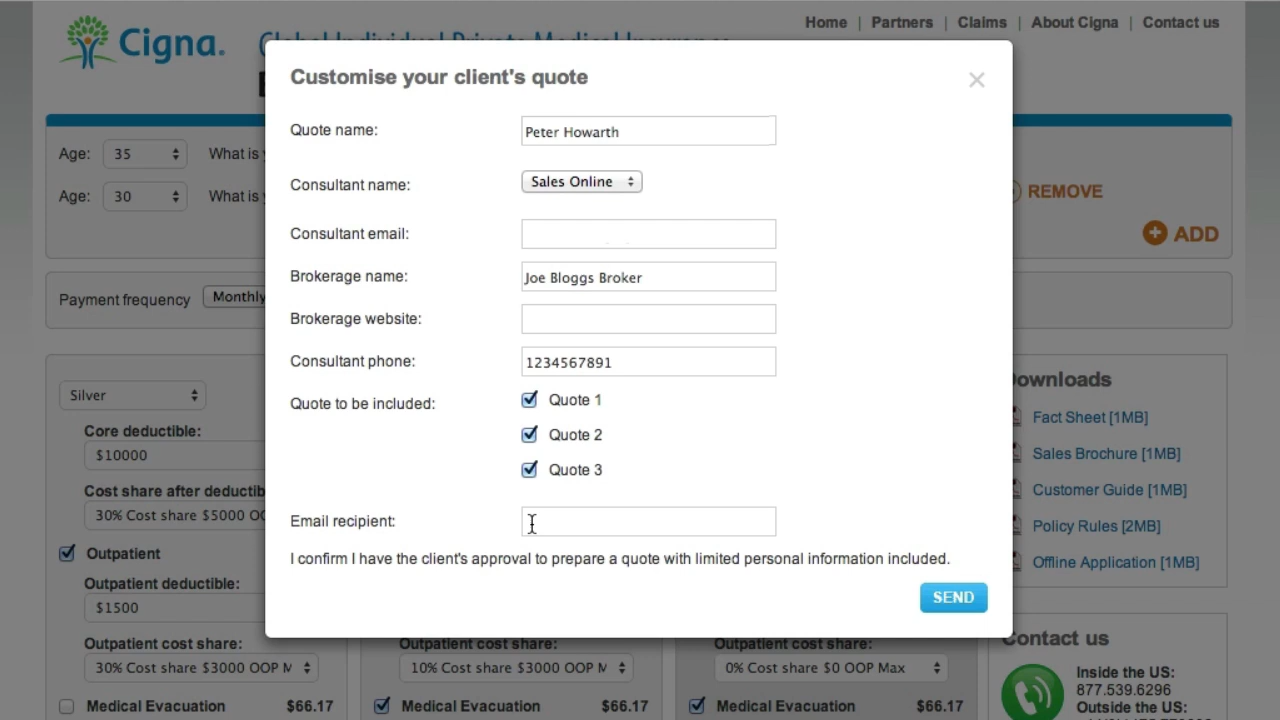 Home | Partners | Claims | About Cigna | Contact us
Cigna.
Global Individual Private Medical Insurance
Customise your client's quote
Quote name: Peter Howarth
Age: 35 What is
Consultant name: Sales Online
Age: 30 What is
REMOVE
Consultant email:
ADD
Brokerage name: Joe Bloggs Broker
Payment frequency Monthly
Brokerage website:
Consultant phone: 1234567891
Quote to be included: Quote 1
Quote 2
Quote 3
Email recipient:
I confirm I have the client's approval to prepare a quote with limited personal information included.
SEND
Silver
Core deductible:
$10000
Cost share after deductib
30% Cost share $5000
Outpatient
Outpatient deductible:
$1500
Outpatient cost share:
30% Cost share $3000 OOP M
Medical Evacuation $66.17
Outpatient cost share:
10% Cost share $3000 OOP M
Medical Evacuation $66.17
Outpatient cost share:
0% Cost share $0 OOP Max
Medical Evacuation $66.17
Downloads
Fact Sheet [1MB]
Sales Brochure [1MB]
Customer Guide [1MB]
Policy Rules [2MB]
Offline Application [1MB]
Contact us
Inside the US:
877.539.6296
Outside the US: